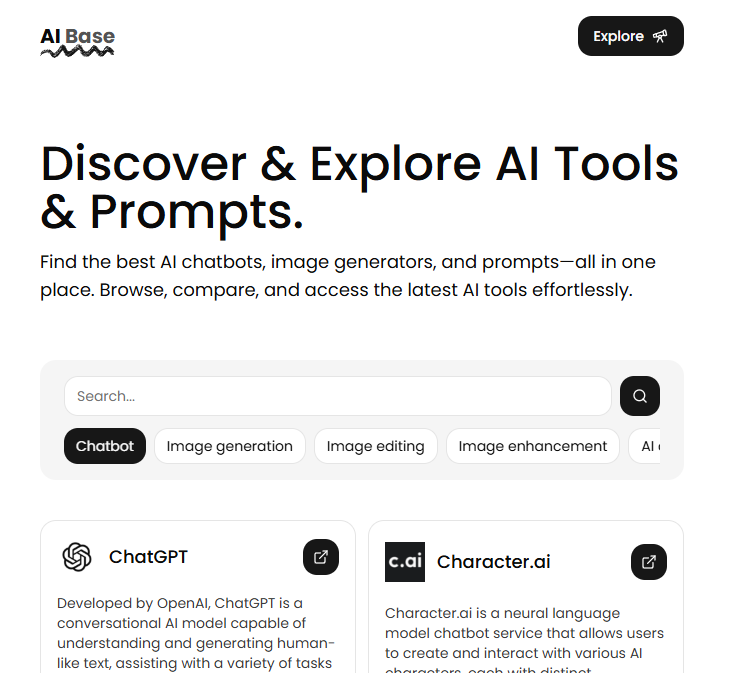 AI Base
Explore
Discover & Explore AI Tools
& Prompts.
Find the best AI chatbots, image generators, and prompts—all in one
place. Browse, compare, and access the latest AI tools effortlessly.
Search...
Chatbot
Image generation
Image editing
Image enhancement
AI
ChatGPT
Developed by OpenAI, ChatGPT is a
conversational AI model capable of
understanding and generating human-
like text, assisting with a variety of tasks
c.ai
Character.ai
Character.ai is a neural language
model chatbot service that allows users
to create and interact with various AI
characters, each with distinct